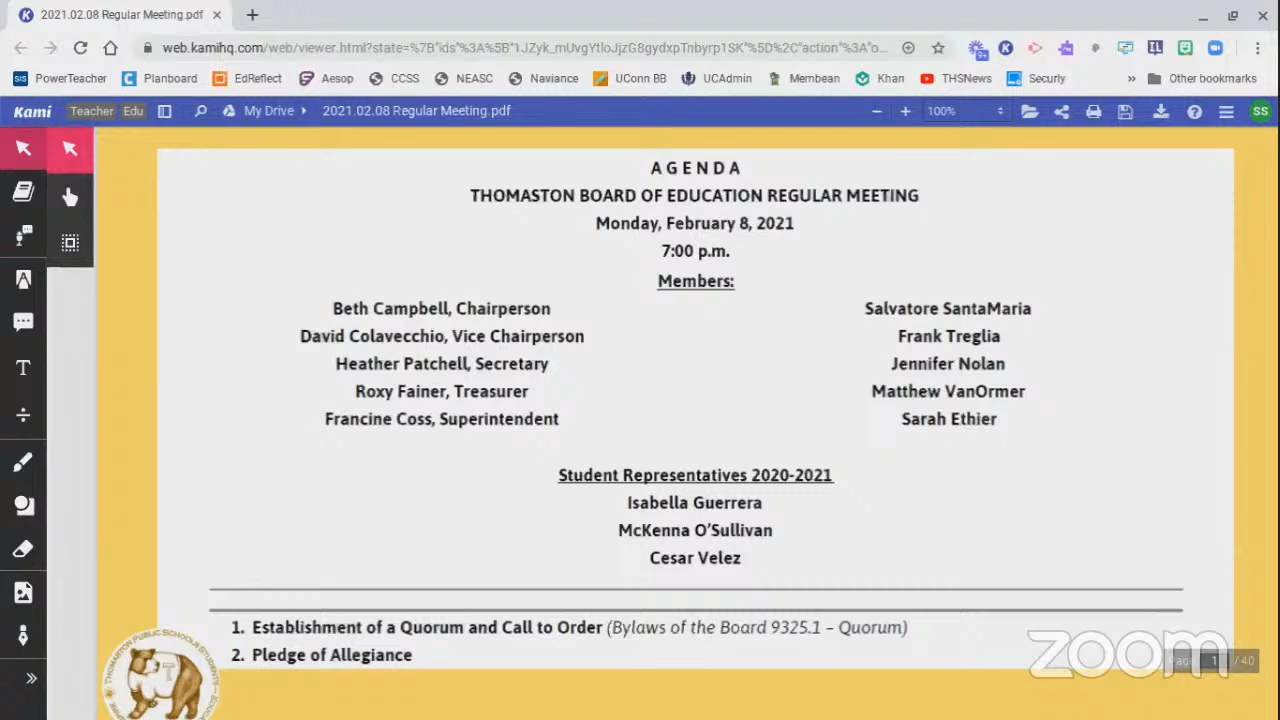 2021.02.08 Regular Meeting.pdf
web.kamihq.com/web/viewer.html?state=%7B"ids"%3A%5B"1JZyk_mUvgYtloJjzG8gydxpTnbyrp1SK"%5D%2C"action"%3A"o...
PowerTeacher Planboard EdReflect Aesop CCSS NEASC Naviance UConn BB UCAdmin Membean Khan THSNews Securly » Other bookmarks
Kami Teacher Edu My Drive 2021.02.08 Regular Meeting.pdf 100% SS
A G E N D A
THOMASTON BOARD OF EDUCATION REGULAR MEETING
Monday, February 8, 2021
7:00 p.m.
Members:
Beth Campbell, Chairperson Salvatore SantaMaria
David Colavecchio, Vice Chairperson Frank Treglia
Heather Patchell, Secretary Jennifer Nolan
Roxy Fainer, Treasurer Matthew VanOrmer
Francine Coss, Superintendent Sarah Ethier
Student Representatives 2020-2021
Isabella Guerrera
McKenna O'Sullivan
Cesar Velez
1. Establishment of a Quorum and Call to Order (Bylaws of the Board 9325.1 – Quorum)
2. Pledge of Allegiance
zoom
Page 1 / 40
THOMASTON PUBLIC SCHOOLS